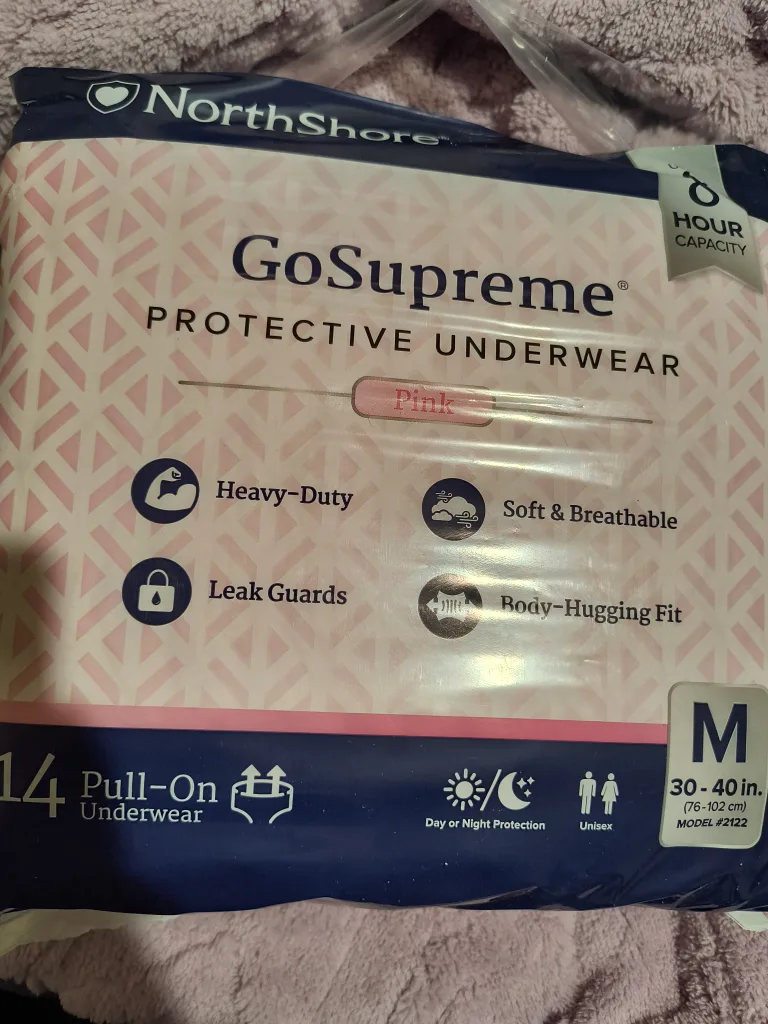 NorthShore™
8
HOUR
CAPACITY
GoSupreme®
PROTECTIVE UNDERWEAR
Pink
Heavy-Duty
Soft & Breathable
Leak Guards
Body-Hugging Fit
14 Pull-On
Underwear
Day or Night Protection
Unisex
M
30 - 40 in.
(76-102 cm)
MODEL #2122